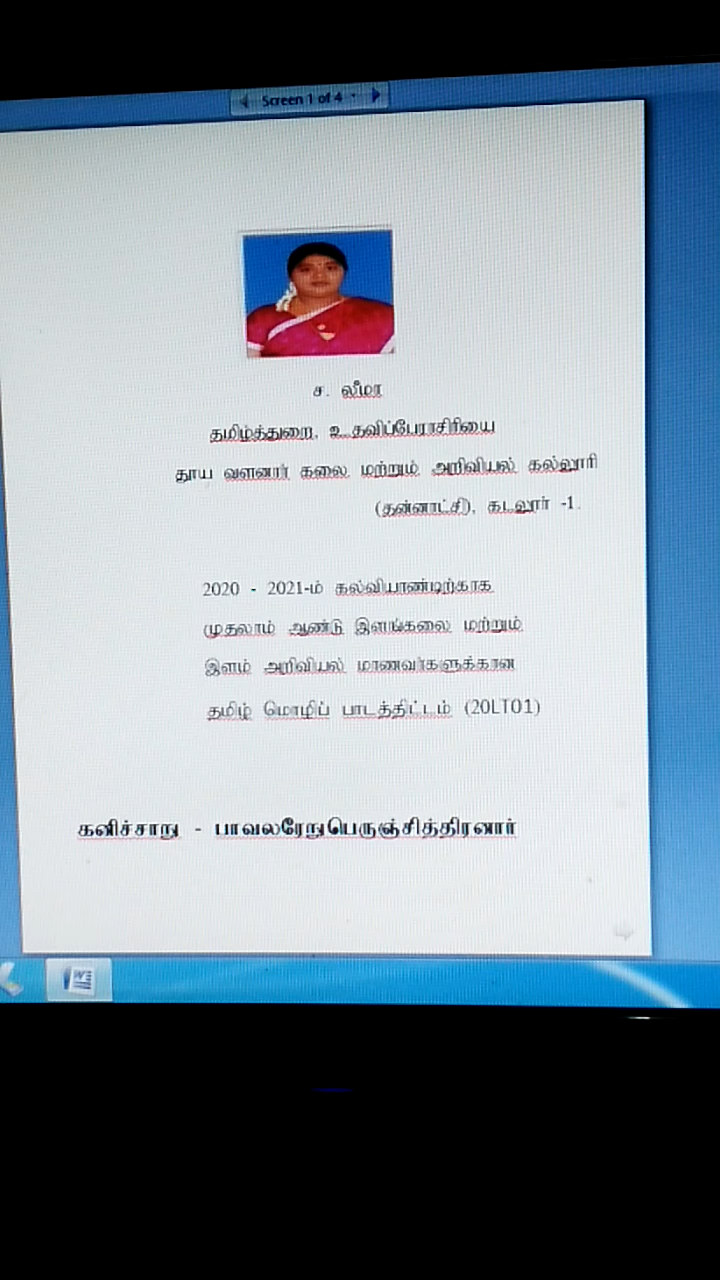 Screen 1 of 4
ச. லீமா
தமிழ்த்துறை, உதவிப்பேராசிரியை
தூய வளனார் கலை மற்றும் அறிவியல் கல்லூரி
(தன்னாட்சி), கடலூர் -1.
2020 - 2021-ம் கல்வியாண்டிற்காக
முதலாம் ஆண்டு இளங்கலை மற்றும்
இளம் அறிவியல் மாணவர்களுக்கான
தமிழ் மொழிப் பாடத்திட்டம் (20LT01)
கனிச்சாறு - பாவலரேறுபெருஞ்சித்திரனார்
W